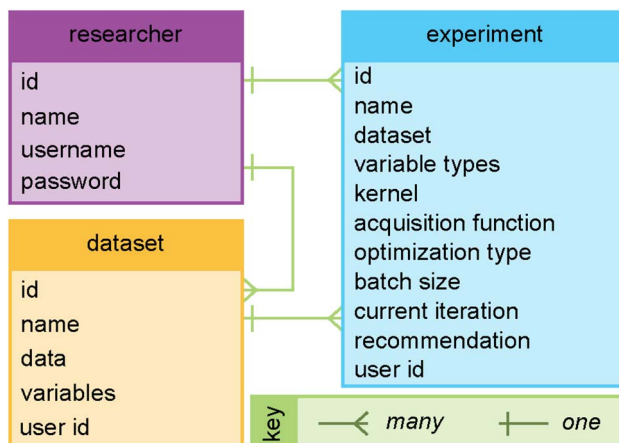 researcher
id
name
username
password
experiment
id
name
dataset
variable types
kernel
acquisition function
optimization type
batch size
current iteration
recommendation
user id
dataset
id
name
data
variables
user id
key
many
one